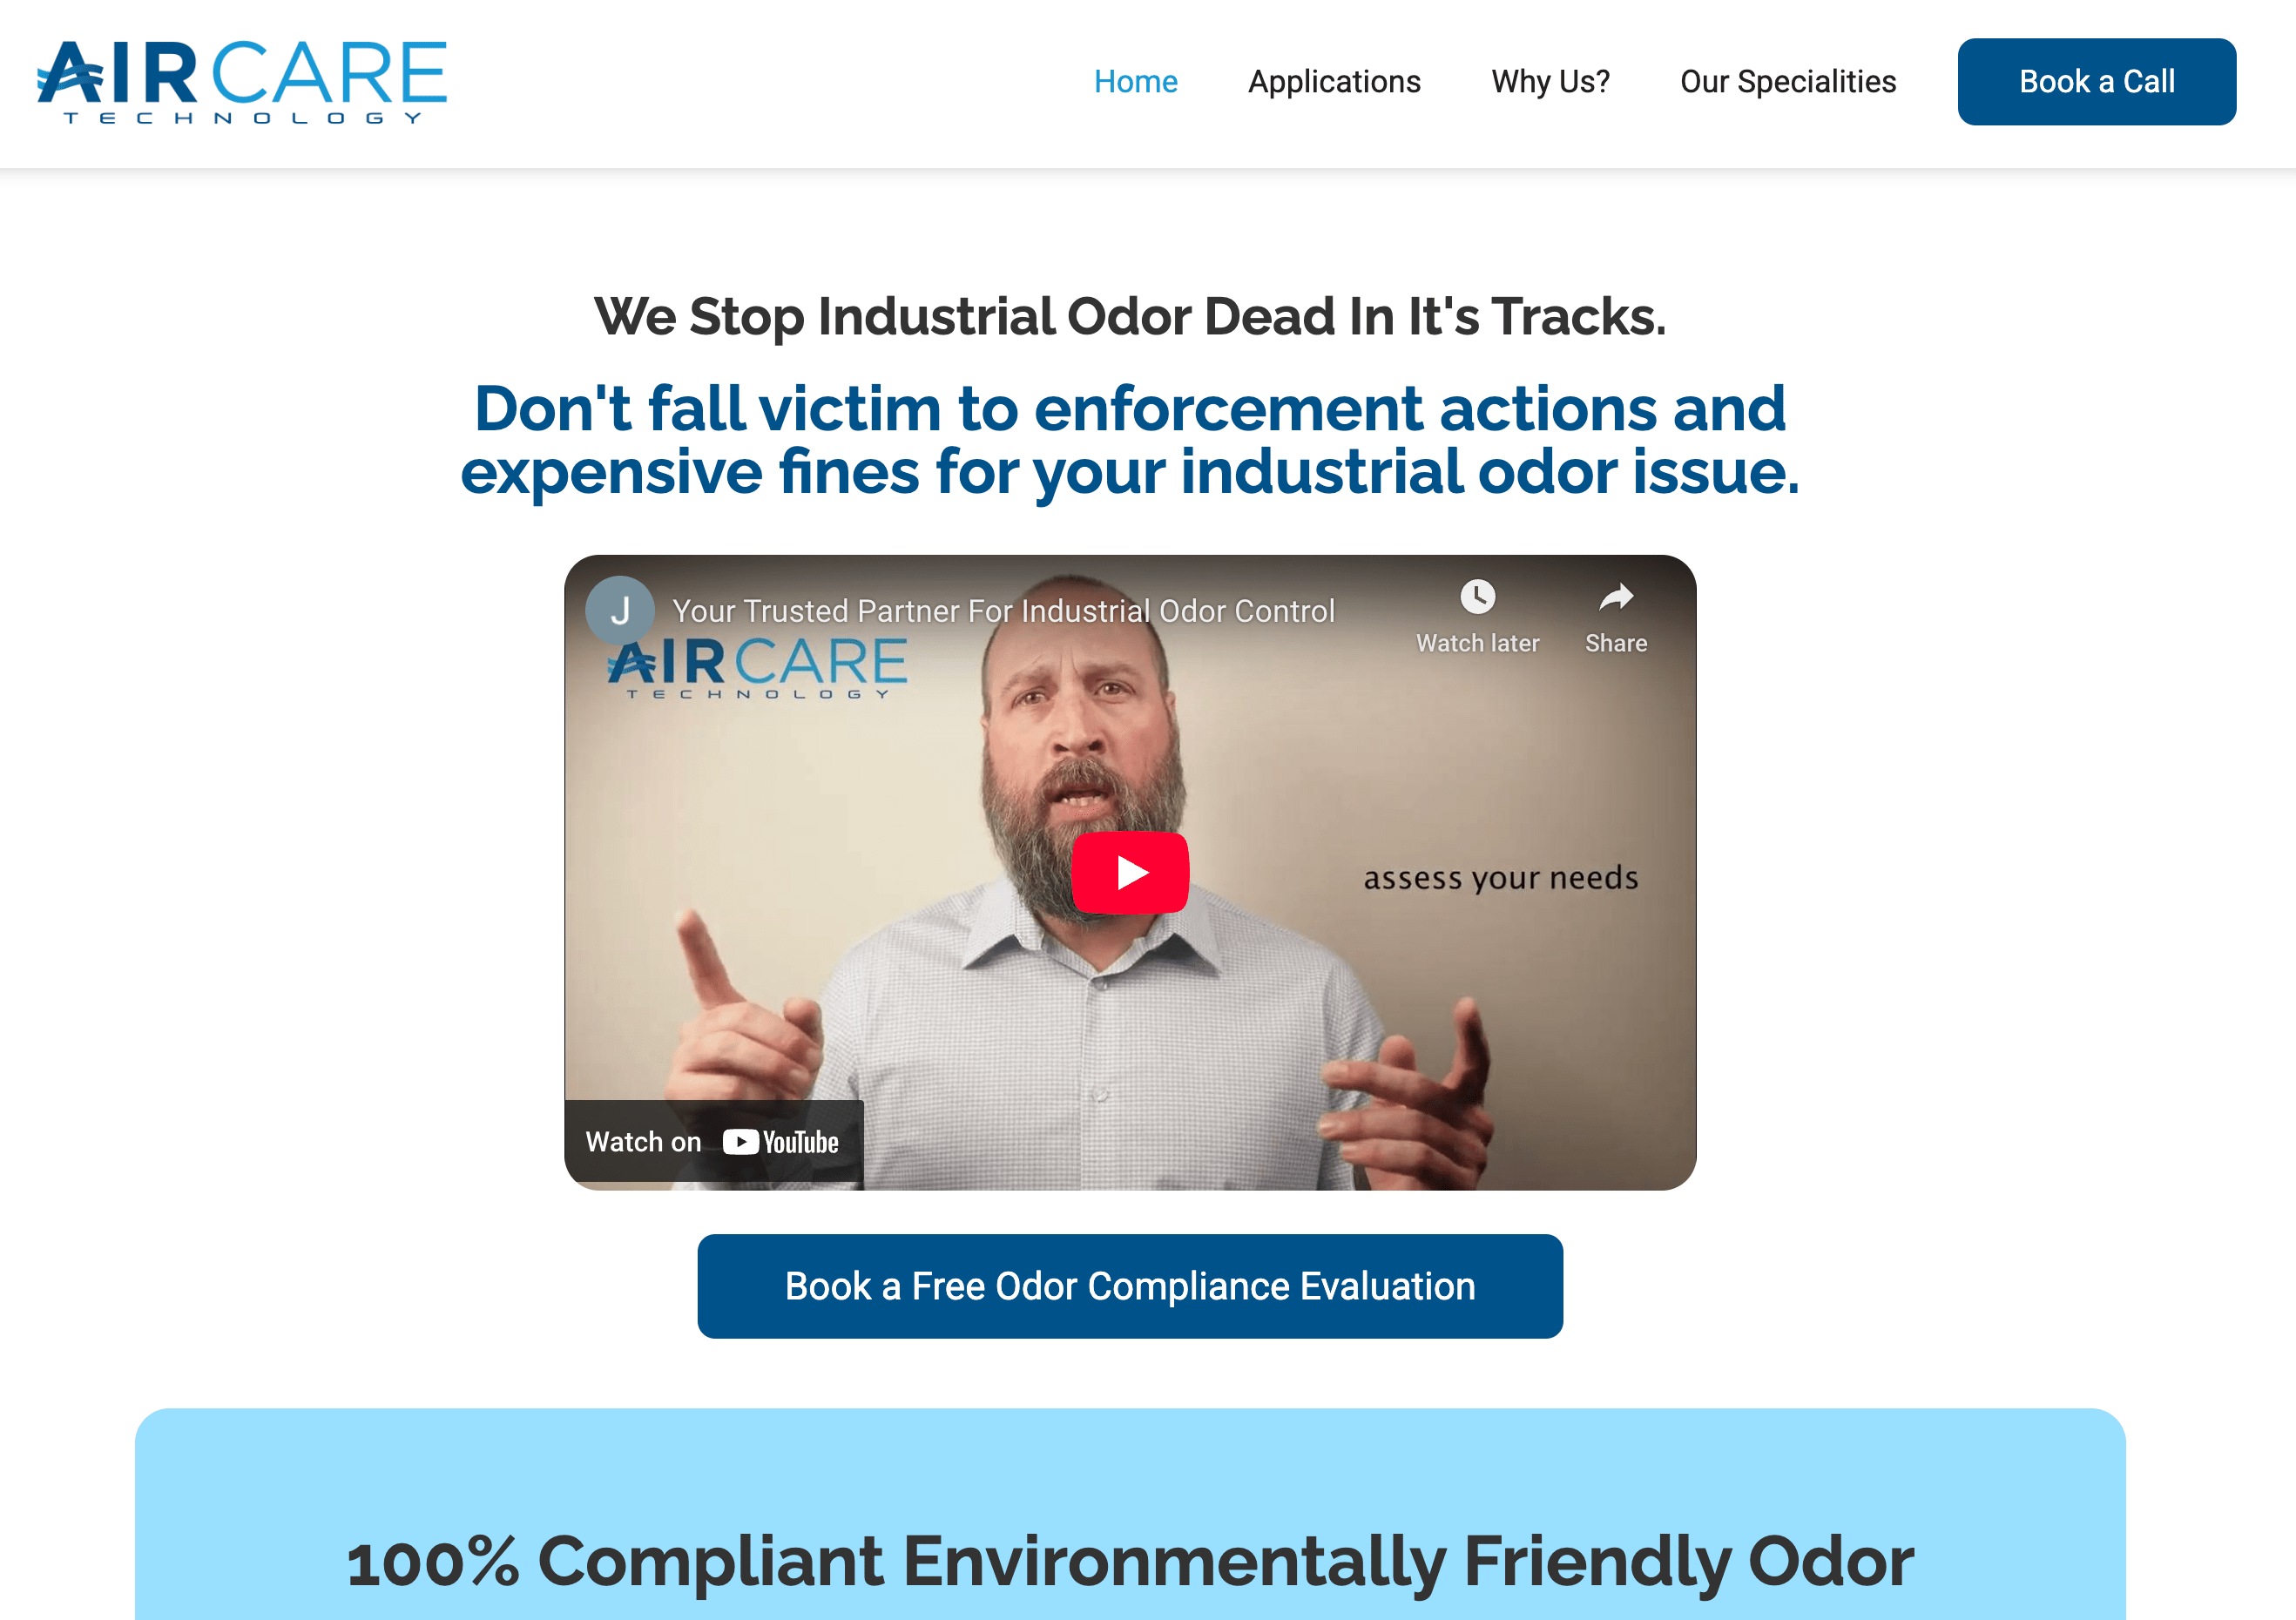 AIRCARE
TECHNOLOGY
Home
Applications
Why Us?
Our Specialities
Book a Call
We Stop Industrial Odor Dead In It's Tracks.
Don't fall victim to enforcement actions and
expensive fines for your industrial odor issue.
J
Your Trusted Partner For Industrial Odor Control
Watch later
Share
AIRCARE
TECHNOLOGY
assess your needs
Watch on YouTube
Book a Free Odor Compliance Evaluation
100% Compliant Environmentally Friendly Odor